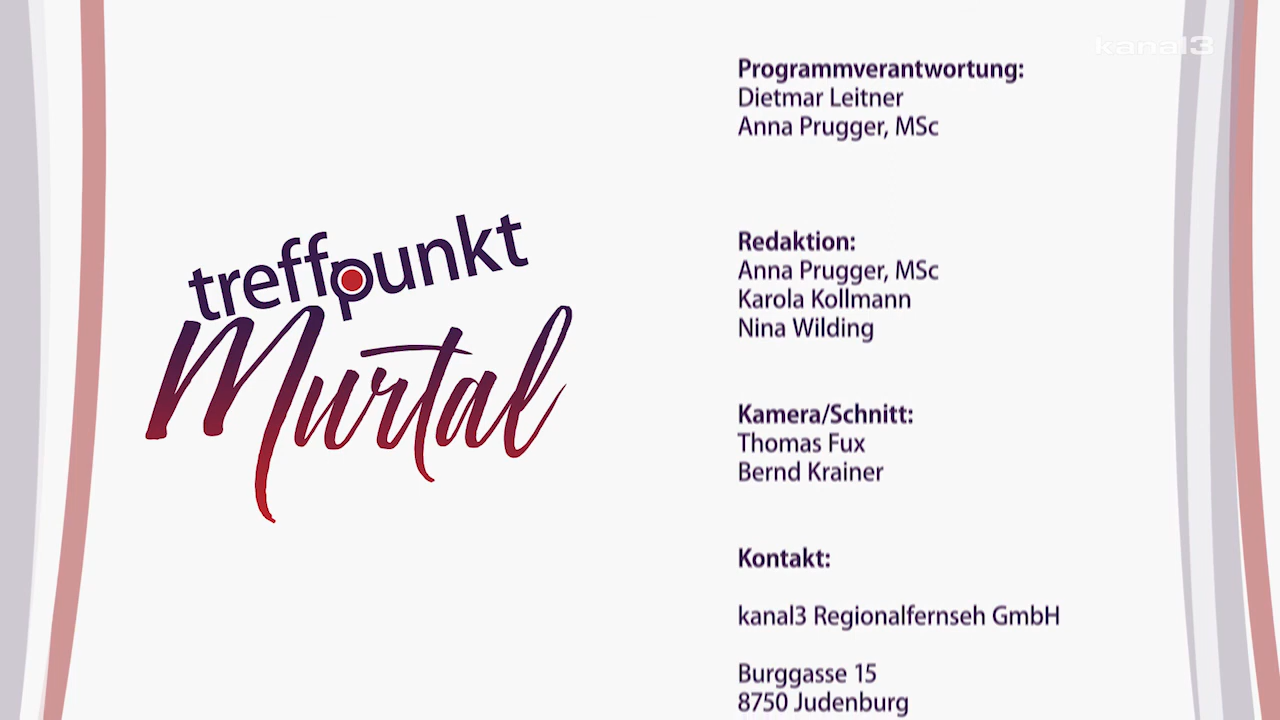 kanal3
treffpunkt
Murtal
Programmverantwortung:
Dietmar Leitner
Anna Prugger, MSc
Redaktion:
Anna Prugger, MSc
Karola Kollmann
Nina Wilding
Kamera/Schnitt:
Thomas Fux
Bernd Krainer
Kontakt:
kanal3 Regionalfernseh GmbH
Burggasse 15
8750 Judenburg